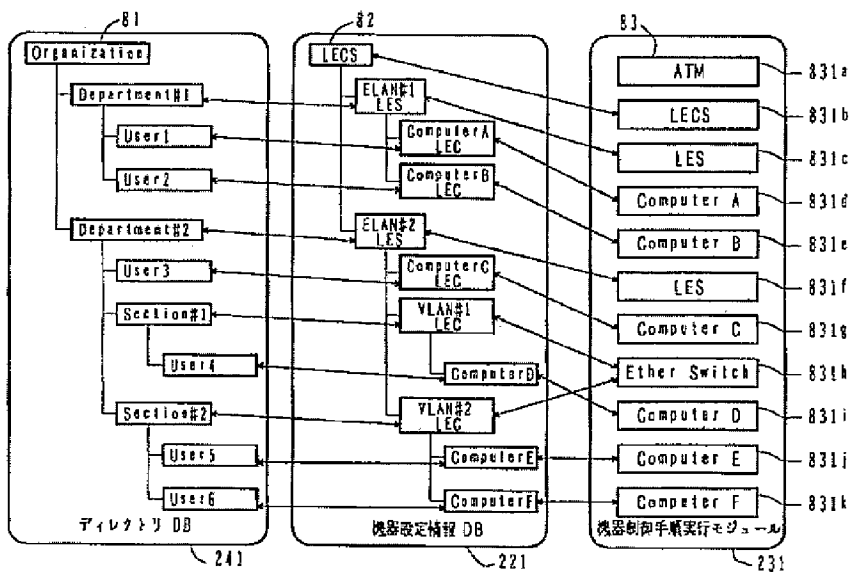 81
82
83
Organization
Department#1
User1
User2
Department#2
User3
Section#1
User4
Section#2
User5
User6
ディレクトリ DB
241
LECS
ELAN#1
LES
ComputerA
LEC
ComputerB
LEC
ELAN#2
LES
ComputerC
LEC
VLAN#1
LEC
ComputerD
VLAN#2
LEC
ComputerE
ComputerF
機器設定情報 DB
221
ATM
831a
LECS
831b
LES
831c
Computer A
831d
Computer B
831e
LES
831f
Computer C
831g
Ether Switch
831h
Computer D
831i
Computer E
831j
Computer F
831k
機器制御手順実行モジュール
231